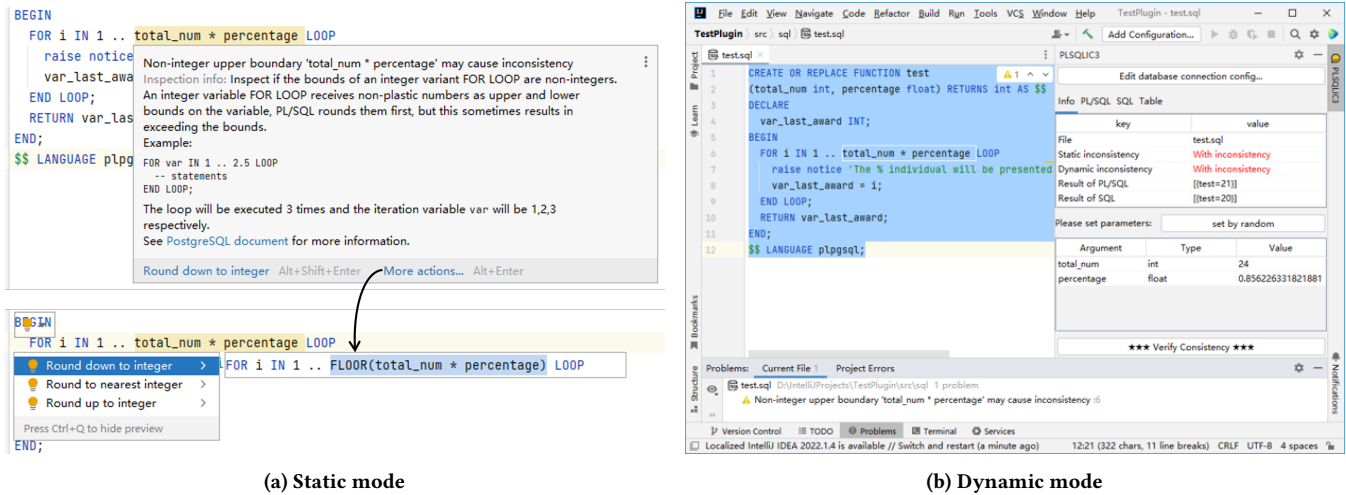 BEGIN
FOR i IN 1 .. total_num * percentage LOOP
raise notice
var_last_awa
END LOOP;
RETURN var_las
END;
$$ LANGUAGE plpg
Non-integer upper boundary 'total_num * percentage' may cause inconsistency
Inspection info: Inspect if the bounds of an integer variant FOR LOOP are non-integers.
An integer variable FOR LOOP receives non-plastic numbers as upper and lower
bounds on the variable, PL/SQL rounds them first, but this sometimes results in
exceeding the bounds.
Example:
FOR var IN 1 .. 2.5 LOOP
-- statements
END LOOP;
The loop will be executed 3 times and the iteration variable var will be 1,2,3
respectively.
See PostgreSQL document for more information.
Round down to integer Alt+Shift+Enter More actions... Alt+Enter
BEGIN
FOR i IN 1 .. total_num * percentage LOOP
Round down to integer
Round to nearest integer
Round up to integer
Press Ctrl+Q to hide preview
FOR i IN 1 .. FLOOR(total_num * percentage) LOOP
END;
(a) Static mode
File Edit View Navigate Code Refactor Build Run Tools VCS Window Help TestPlugin - test.sql
TestPlugin src sql test.sql Add Configuration...
Project
Learn
Bookmarks
Structure
test.sql
1 CREATE OR REPLACE FUNCTION test
2 (total_num int, percentage float) RETURNS int AS $$
3 DECLARE
4 var_last_award INT;
5 BEGIN
6 FOR i IN 1 .. total_num * percentage LOOP
7 raise notice 'The % individual will be presented
8 var_last_award = i;
9 END LOOP;
10 RETURN var_last_award;
11 END;
12 $$ LANGUAGE plpgsql;
1
PLSQLIC3
Edit database connection config...
Info PL/SQL SQL Table
key value
File test.sql
Static inconsistency With inconsistency
Dynamic inconsistency With inconsistency
Result of PL/SQL [{test=21}]
Result of SQL [{test=20}]
Please set parameters: set by random
Argument Type Value
total_num int 24
percentage float 0.856226331821881
★★★ Verify Consistency ★★★
PLSQLIC3
Notifications
Problems: Current File 1 Project Errors
test.sql D:\IntelliJProjects\TestPlugin\src\sql 1 problem
Non-integer upper boundary 'total_num * percentage' may cause inconsistency :6
Version Control TODO Problems Terminal Services
Localized IntelliJ IDEA 2022.1.4 is available // Switch and restart (a minute ago) 12:21 (322 chars, 11 line breaks) CRLF UTF-8 4 spaces
(b) Dynamic mode